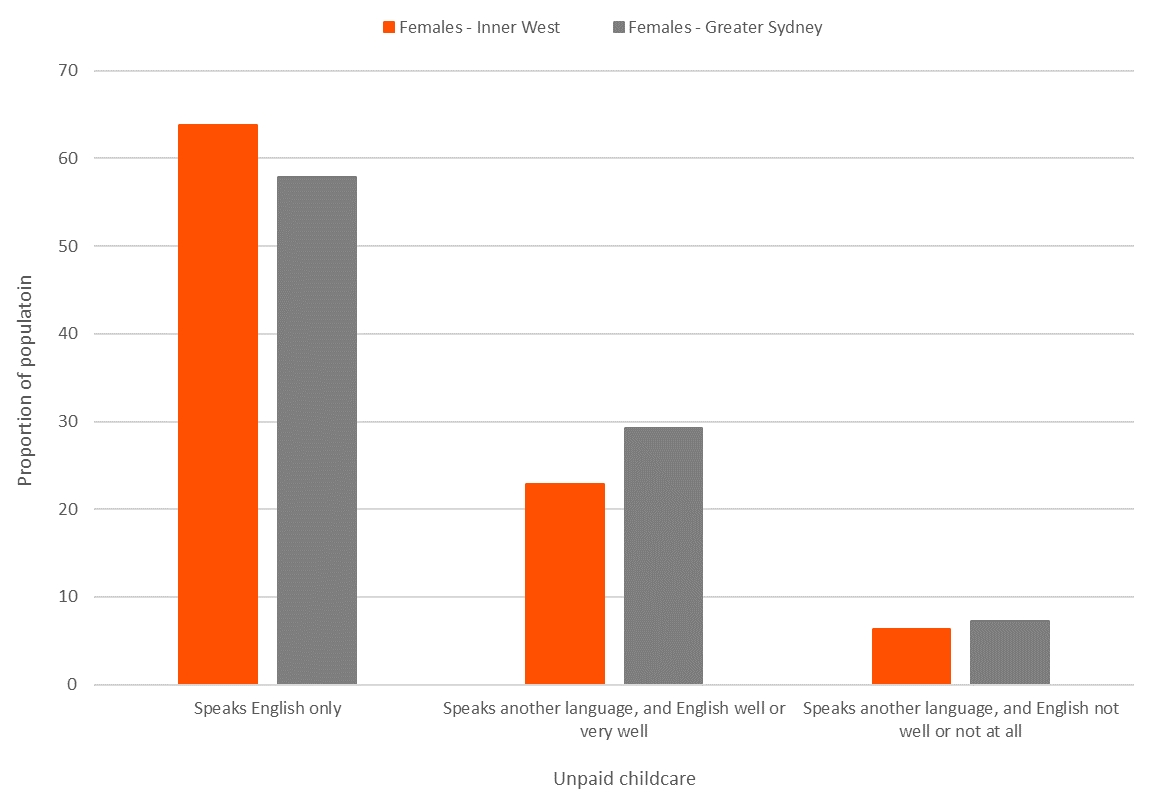 Females - Inner West
Females - Greater Sydney
70
60
50
40
30
20
10
0
Proportion of populatoin
Speaks English only
Speaks another language, and English well or
very well
Speaks another language, and English not
well or not at all
Unpaid childcare